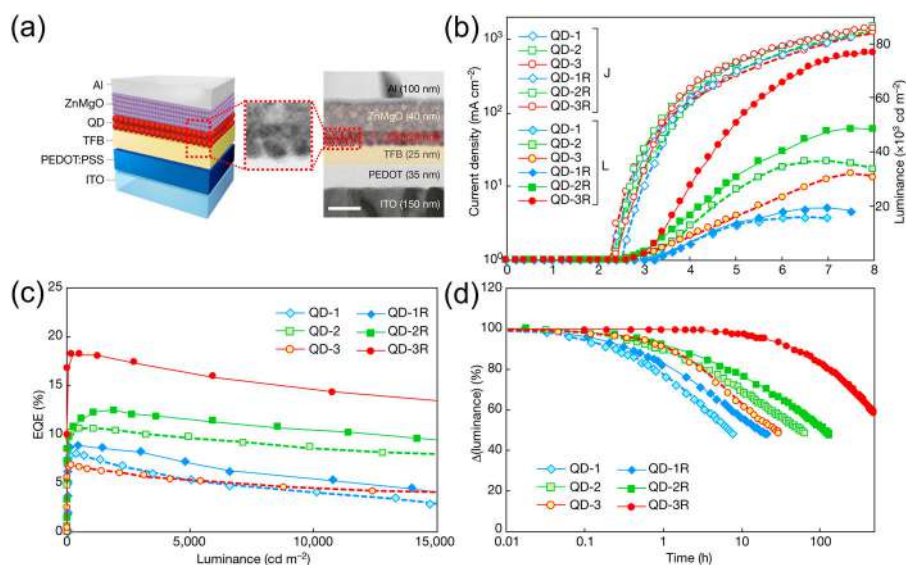 (a)
Al
ZnMgO
QD
TFB
PEDOT:PSS
ITO
Al (100 nm)
ZnMgO (40 nm)
TFB (25 nm)
PEDOT (35 nm)
ITO (150 nm)
(b)
Current density (mA cm⁻²)
10³
10²
10¹
10⁰
QD-1
QD-2
QD-3
QD-1R
QD-2R
QD-3R
J
QD-1
QD-2
QD-3
QD-1R
QD-2R
QD-3R
L
0 1 2 3 4 5 6 7 8
80
60
40
20
Luminance (×10³ cd m⁻²)
(c)
EQE (%)
25
20
15
10
5
0
QD-1 QD-1R
QD-2 QD-2R
QD-3 QD-3R
0 5,000 10,000 15,000
Luminance (cd m⁻²)
(d)
Δ(luminance) (%)
120
100
80
60
40
20
0
QD-1 QD-1R
QD-2 QD-2R
QD-3 QD-3R
0.01 0.1 1 10 100
Time (h)